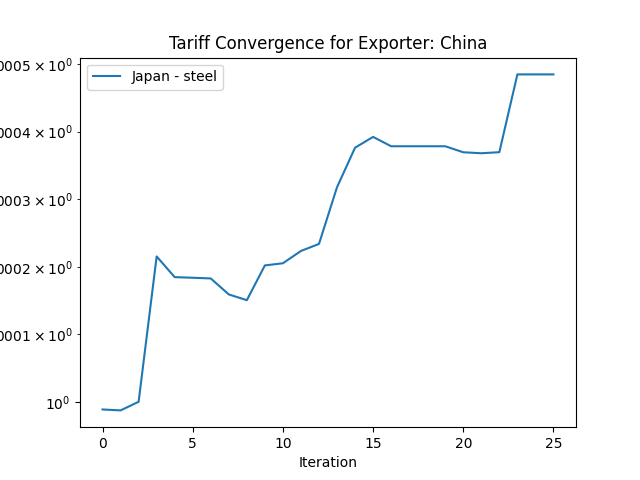 Tariff Convergence for Exporter: China
Japan - steel
0005 × 10⁰
0004 × 10⁰
0003 × 10⁰
0002 × 10⁰
0001 × 10⁰
10⁰
0 5 10 15 20 25
Iteration